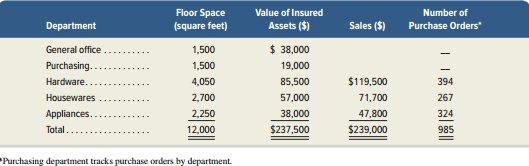 Department Floor Space (square feet) Value of Insured Assets ($) Sales ($) Number of Purchase Orders*
General office .......... 1,500 $ 38,000 —
Purchasing............. 1,500 19,000 —
Hardware............. 4,050 85,500 $119,500 394
Housewares .......... 2,700 57,000 71,700 267
Appliances............ 2,250 38,000 47,800 324
Total.................. 12,000 $237,500 $239,000 985
*Purchasing department tracks purchase orders by department.